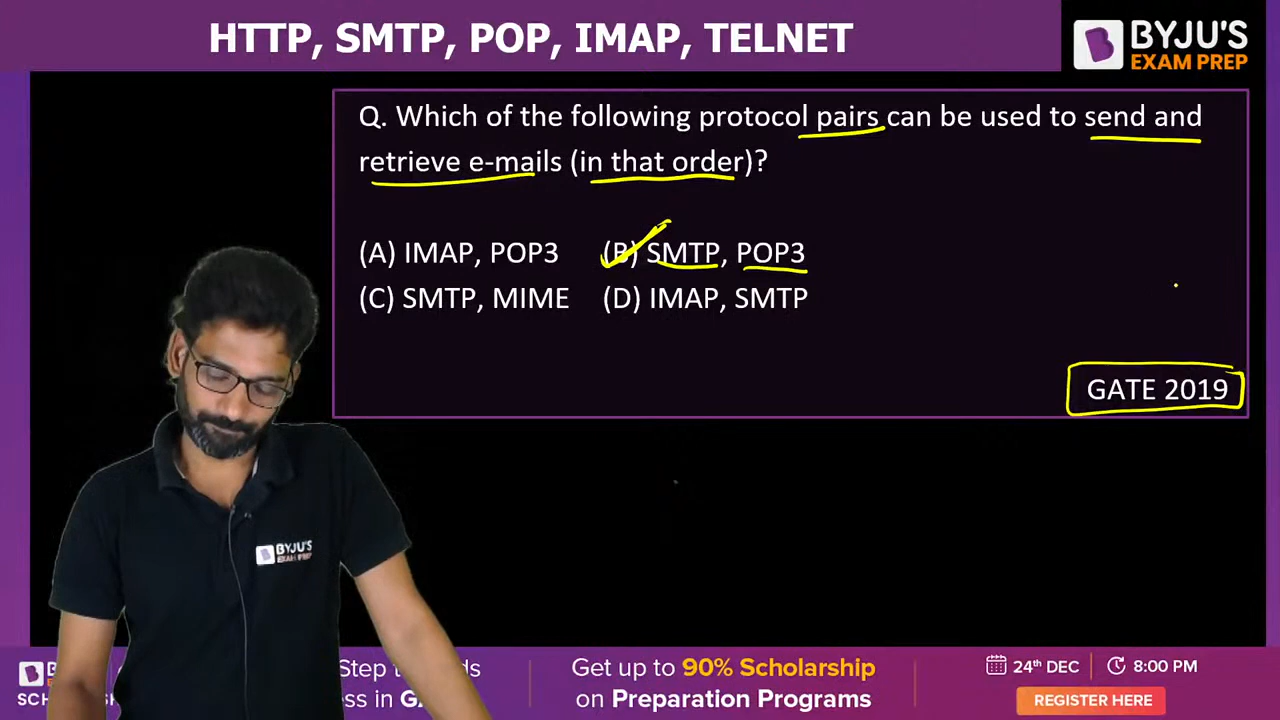 HTTP, SMTP, POP, IMAP, TELNET
BYJU'S
EXAM PREP
Q. Which of the following protocol pairs can be used to send and
retrieve e-mails (in that order)?
(A) IMAP, POP3 (B) SMTP, POP3
(C) SMTP, MIME (D) IMAP, SMTP
GATE 2019
BYJU'S
EXAM PREP
Step
Get up to 90% Scholarship
on Preparation Programs
24th DEC
8:00 PM
REGISTER HERE